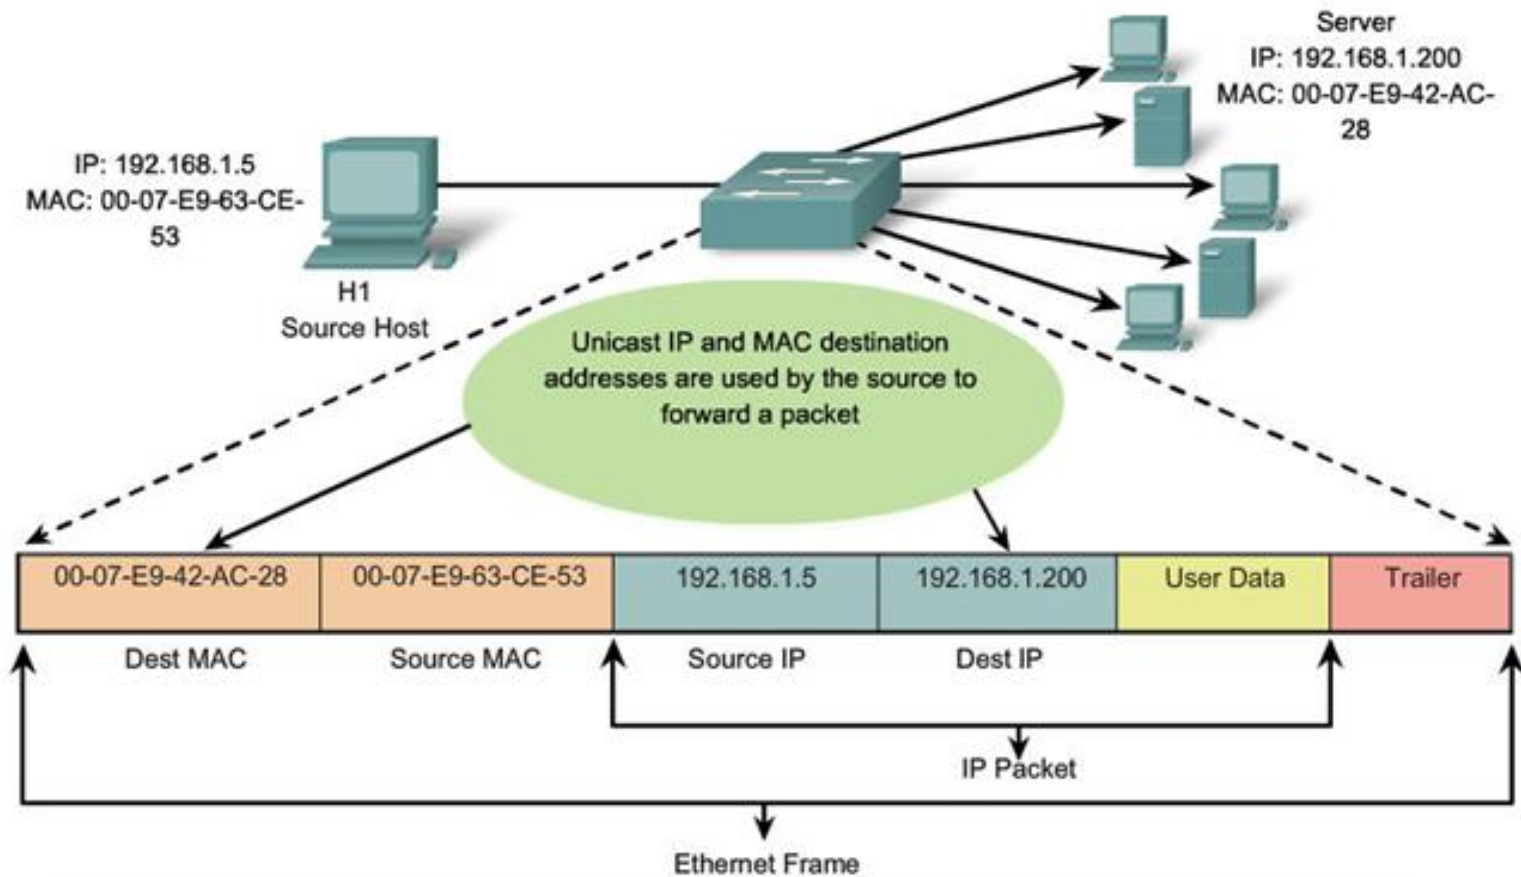 Server
IP: 192.168.1.200
MAC: 00-07-E9-42-AC-
28
IP: 192.168.1.5
MAC: 00-07-E9-63-CE-
53
H1
Source Host
Unicast IP and MAC destination
addresses are used by the source to
forward a packet
00-07-E9-42-AC-28 00-07-E9-63-CE-53 192.168.1.5 192.168.1.200 User Data Trailer
Dest MAC Source MAC Source IP Dest IP
IP Packet
Ethernet Frame